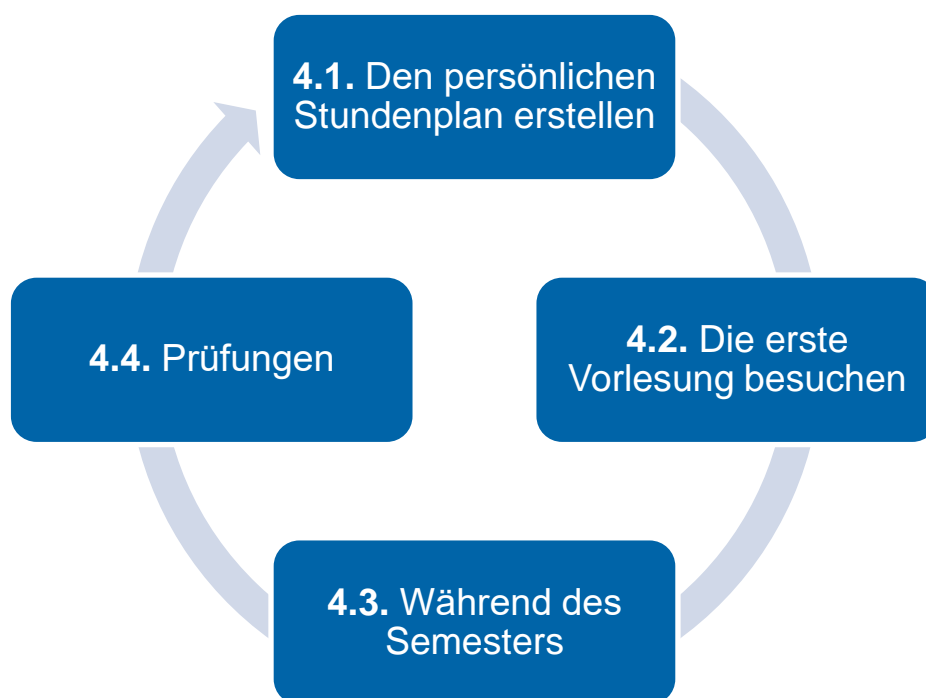 4.1. Den persönlichen
Stundenplan erstellen
4.2. Die erste
Vorlesung besuchen
4.3. Während des
Semesters
4.4. Prüfungen